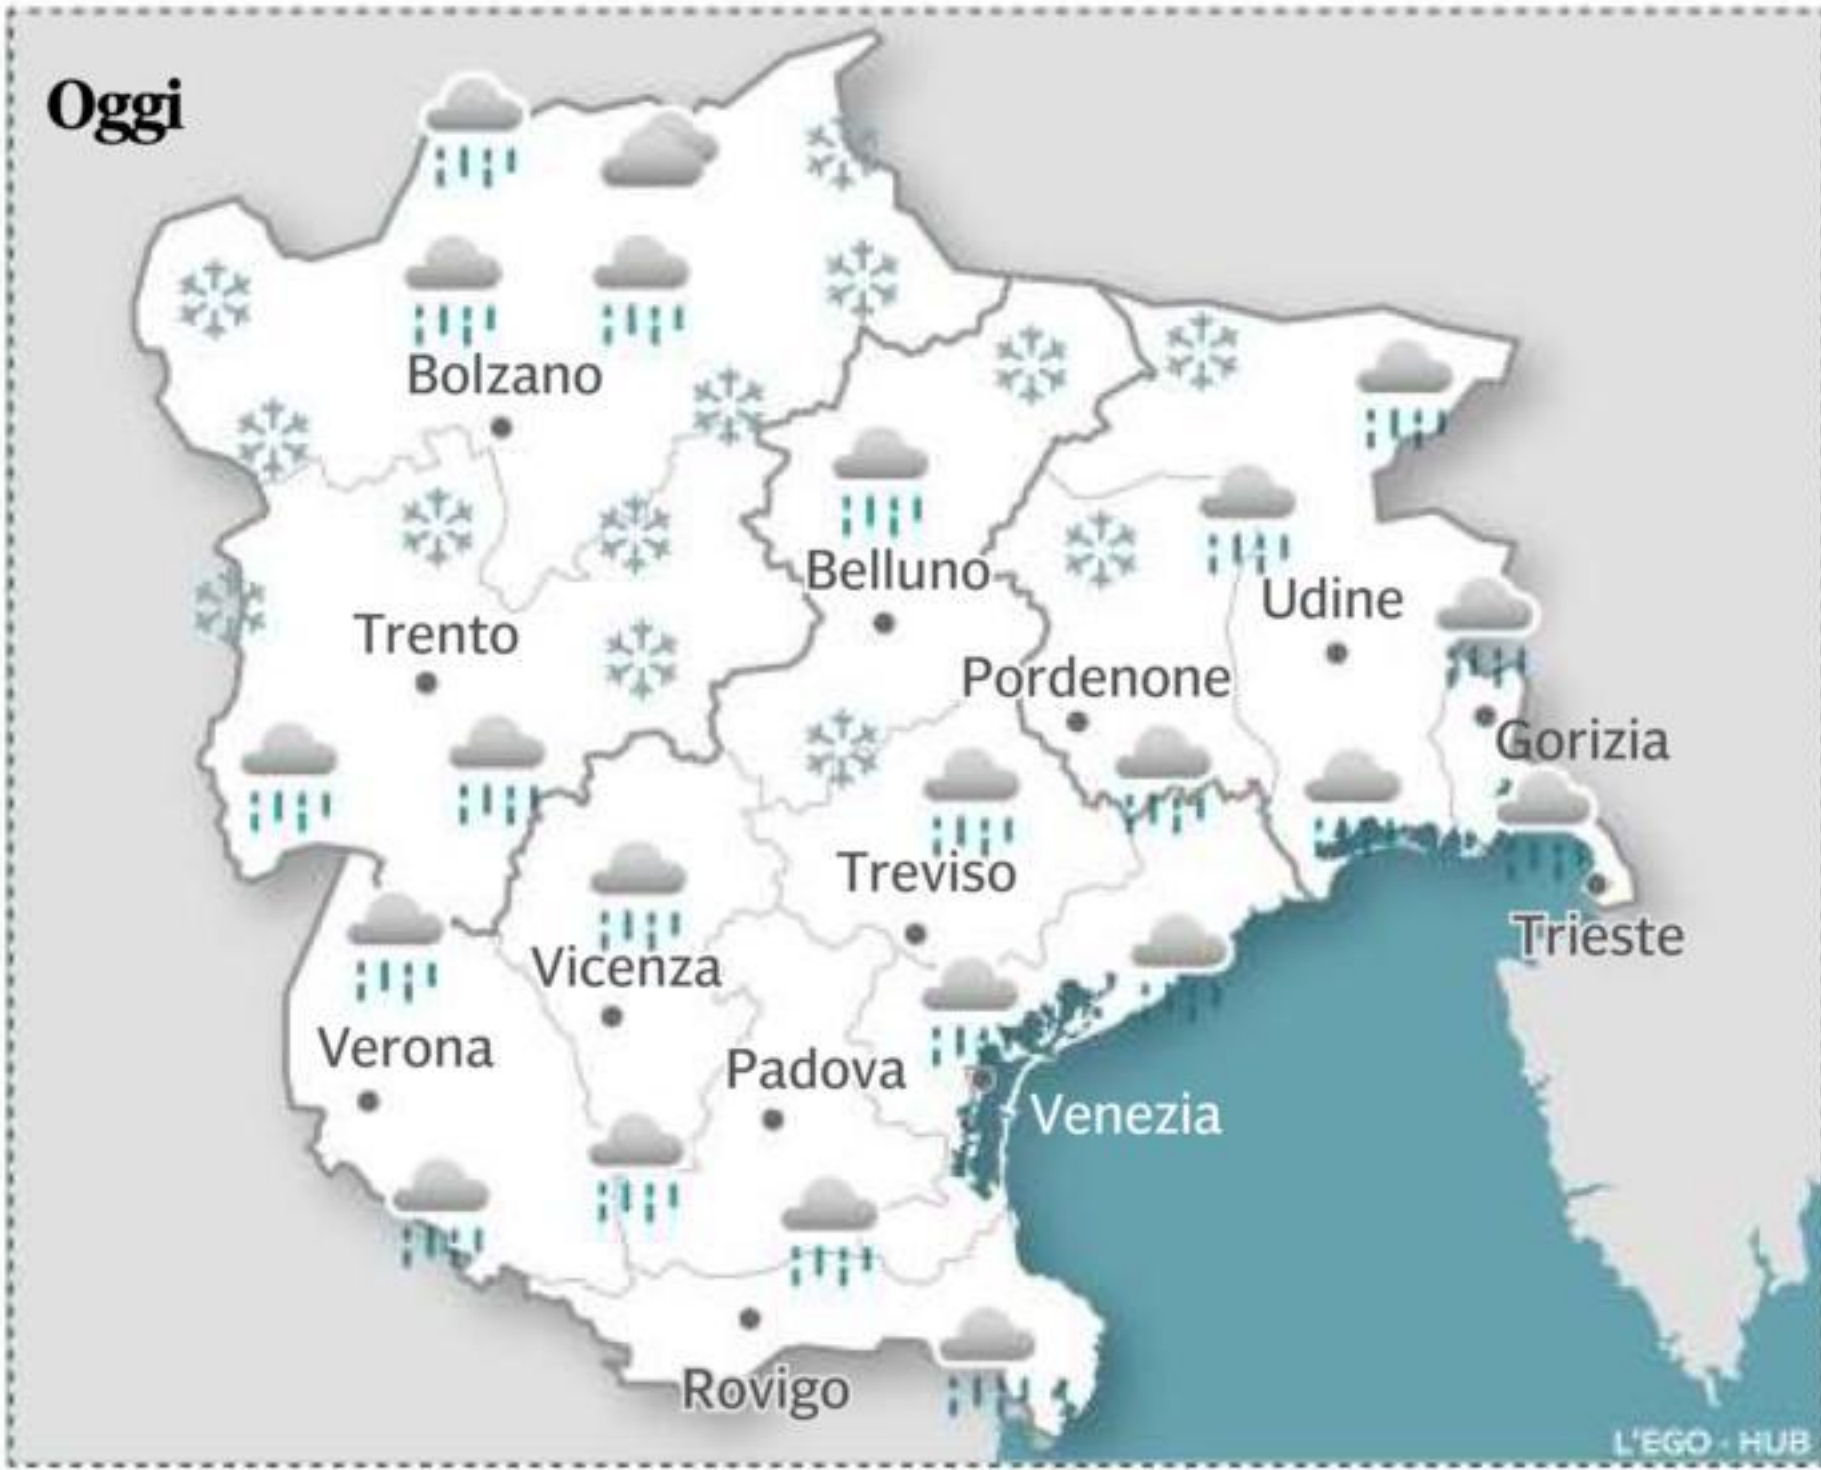 Oggi
Bolzano
Belluno
Udine
Trento
Pordenone
Gorizia
Treviso
Trieste
Vicenza
Verona
Padova
Venezia
Rovigo
L'EGO - HUB